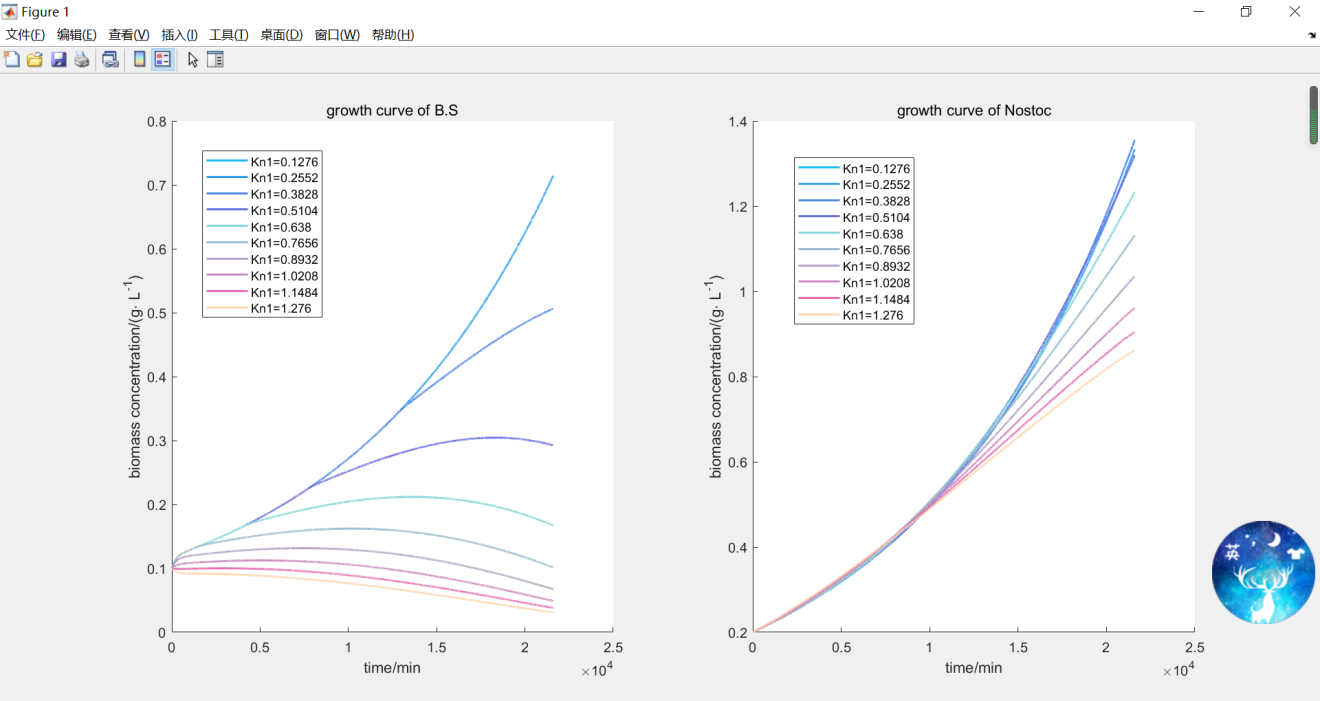 Figure 1
文件(F) 编辑(E) 查看(V) 插入(I) 工具(T) 桌面(D) 窗口(W) 帮助(H)
growth curve of B.S
0.8
0.7
0.6
0.5
0.4
0.3
0.2
0.1
0
biomass concentration/(g· L⁻¹)
Kn1=0.1276
Kn1=0.2552
Kn1=0.3828
Kn1=0.5104
Kn1=0.638
Kn1=0.7656
Kn1=0.8932
Kn1=1.0208
Kn1=1.1484
Kn1=1.276
0 0.5 1 1.5 2 2.5
time/min
×10⁴
growth curve of Nostoc
1.4
1.2
1
0.8
0.6
0.4
0.2
biomass concentration/(g· L⁻¹)
Kn1=0.1276
Kn1=0.2552
Kn1=0.3828
Kn1=0.5104
Kn1=0.638
Kn1=0.7656
Kn1=0.8932
Kn1=1.0208
Kn1=1.1484
Kn1=1.276
0 0.5 1 1.5 2 2.5
time/min
×10⁴
英